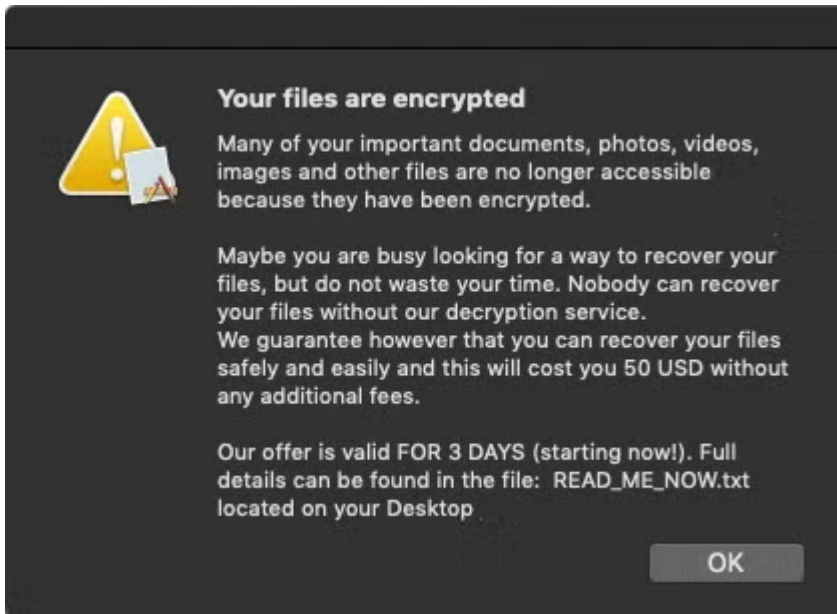 Your files are encrypted
Many of your important documents, photos, videos,
images and other files are no longer accessible
because they have been encrypted.
Maybe you are busy looking for a way to recover your
files, but do not waste your time. Nobody can recover
your files without our decryption service.
We guarantee however that you can recover your files
safely and easily and this will cost you 50 USD without
any additional fees.
Our offer is valid FOR 3 DAYS (starting now!). Full
details can be found in the file: READ_ME_NOW.txt
located on your Desktop
OK